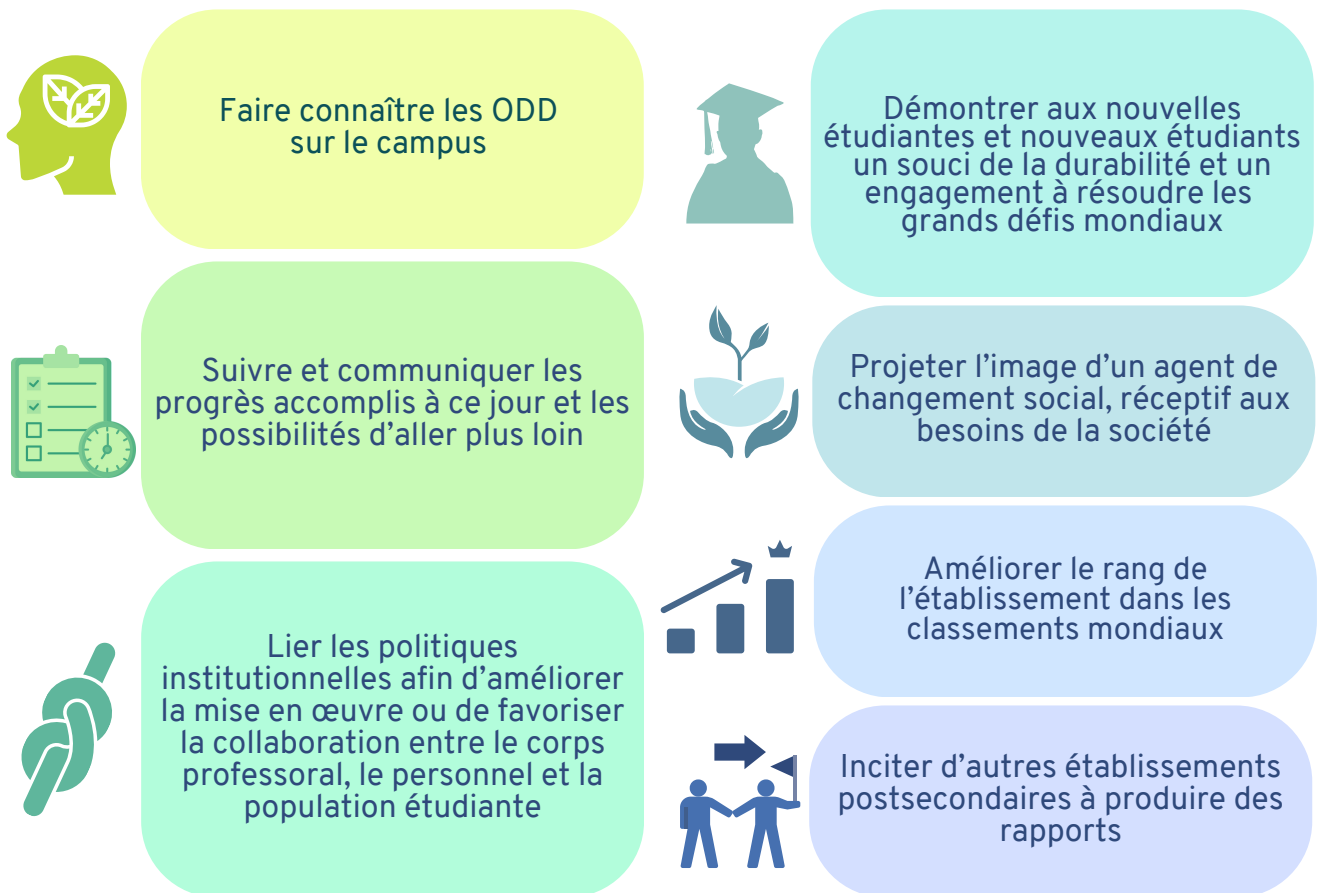 Faire connaître les ODD
sur le campus
Suivre et communiquer les
progrès accomplis à ce jour et les
possibilités d’aller plus loin
Lier les politiques
institutionnelles afin d’améliorer
la mise en œuvre ou de favoriser
la collaboration entre le corps
professoral, le personnel et la
population étudiante
Démontrer aux nouvelles
étudiantes et nouveaux étudiants
un souci de la durabilité et un
engagement à résoudre les
grands défis mondiaux
Projeter l’image d’un agent de
changement social, réceptif aux
besoins de la société
Améliorer le rang de
l’établissement dans les
classements mondiaux
Inciter d’autres établissements
postsecondaires à produire des
rapports